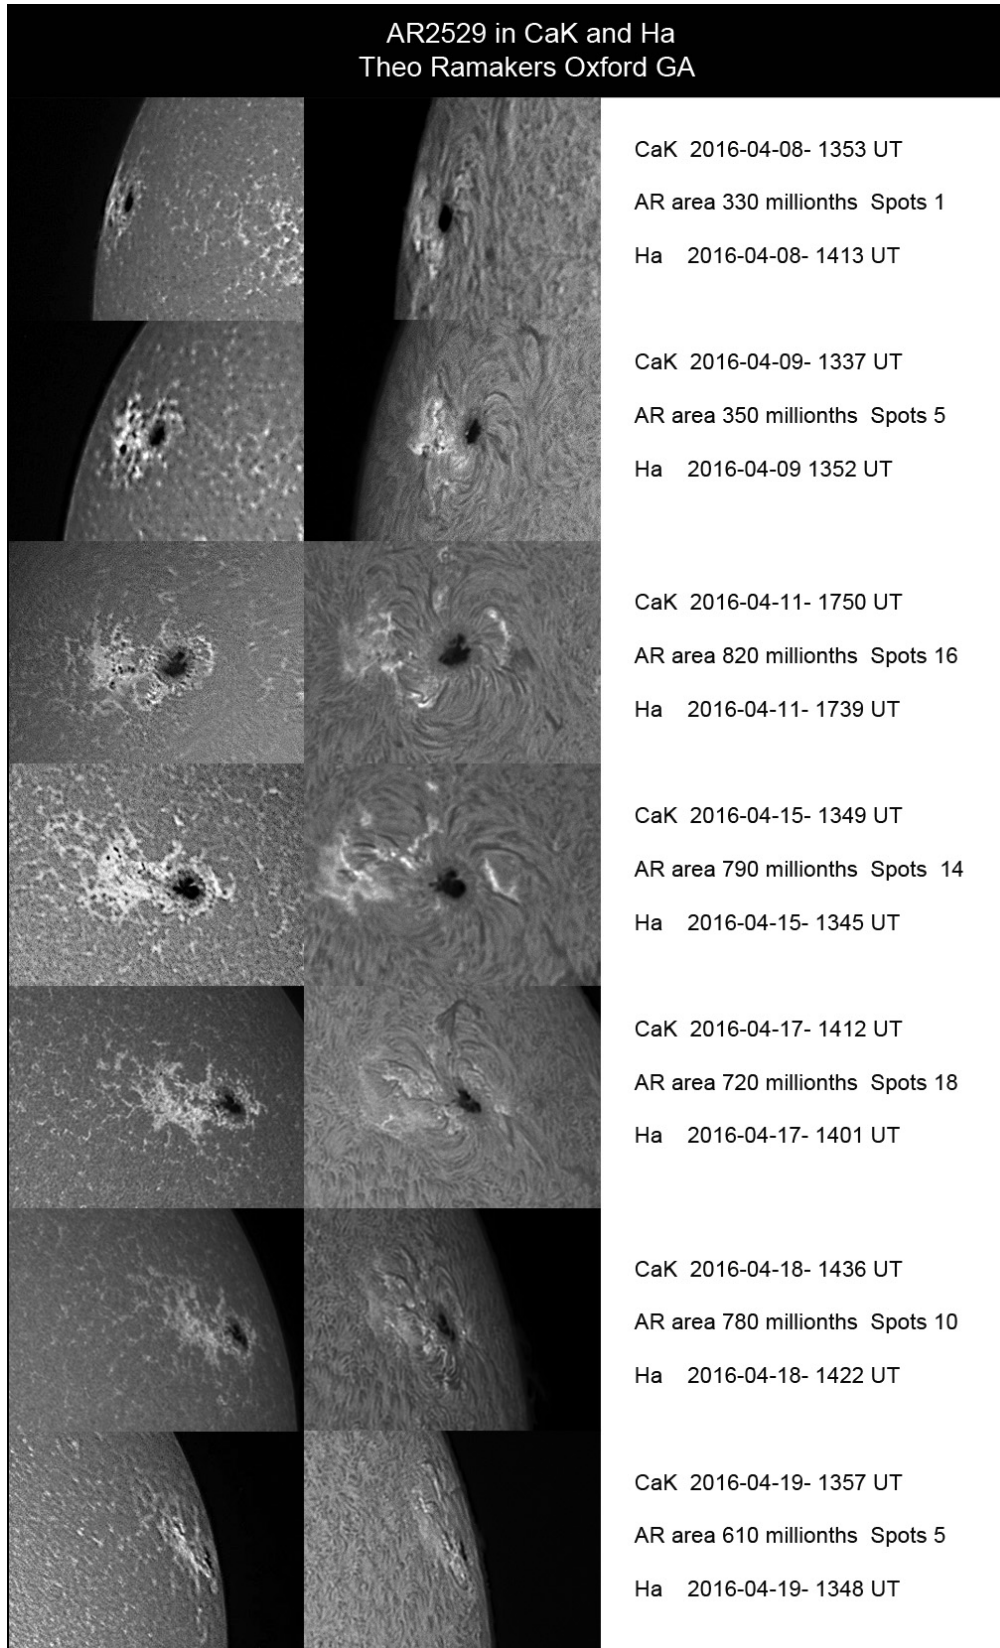 AR2529 in CaK and Ha
Theo Ramakers Oxford GA
CaK 2016-04-08- 1353 UT
AR area 330 millionths Spots 1
Ha 2016-04-08- 1413 UT
CaK 2016-04-09- 1337 UT
AR area 350 millionths Spots 5
Ha 2016-04-09 1352 UT
CaK 2016-04-11- 1750 UT
AR area 820 millionths Spots 16
Ha 2016-04-11- 1739 UT
CaK 2016-04-15- 1349 UT
AR area 790 millionths Spots 14
Ha 2016-04-15- 1345 UT
CaK 2016-04-17- 1412 UT
AR area 720 millionths Spots 18
Ha 2016-04-17- 1401 UT
CaK 2016-04-18- 1436 UT
AR area 780 millionths Spots 10
Ha 2016-04-18- 1422 UT
CaK 2016-04-19- 1357 UT
AR area 610 millionths Spots 5
Ha 2016-04-19- 1348 UT